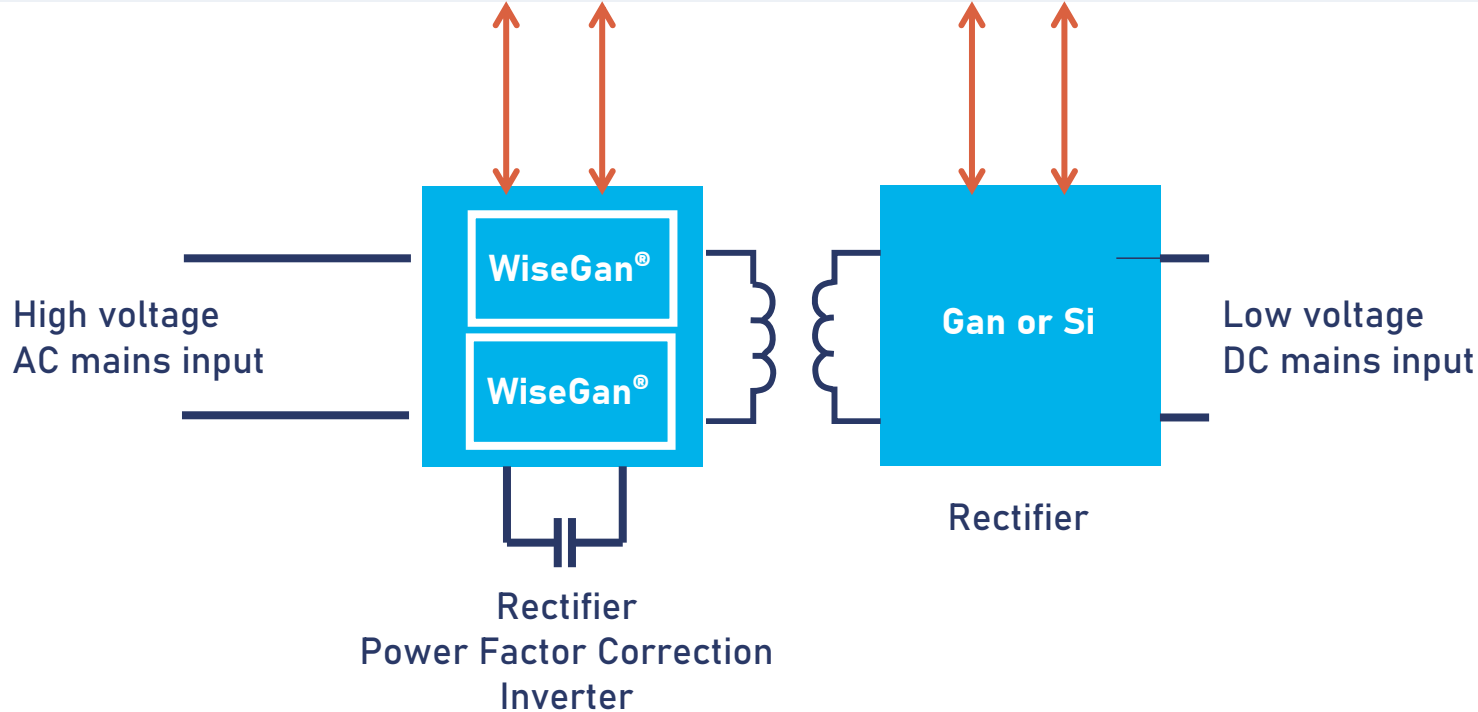 WiseGan®
WiseGan®
High voltage
AC mains input
Gan or Si
Low voltage
DC mains input
Rectifier
Rectifier
Power Factor Correction
Inverter